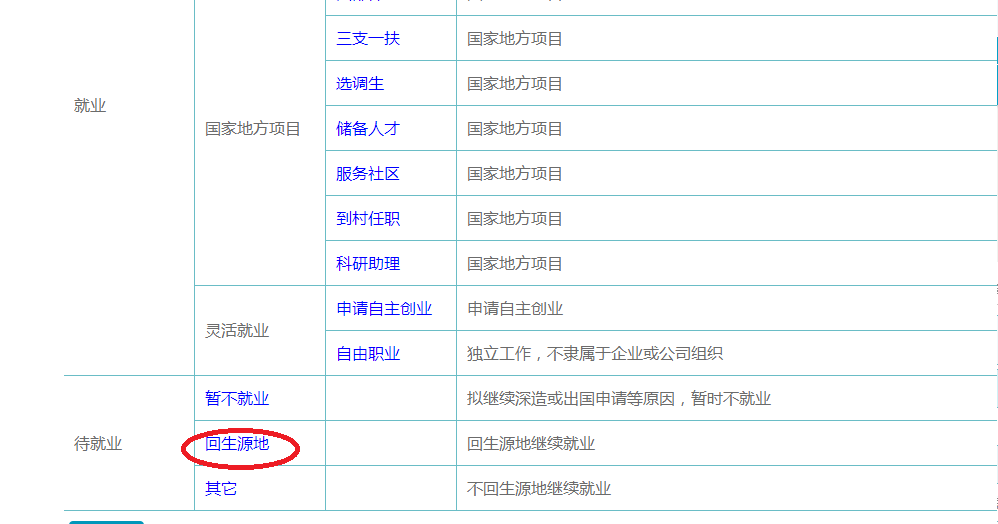 三支一扶 国家地方项目
选调生 国家地方项目
就业
国家地方项目 储备人才 国家地方项目
服务社区 国家地方项目
到村任职 国家地方项目
科研助理 国家地方项目
灵活就业 申请自主创业 申请自主创业
自由职业 独立工作，不隶属于企业或公司组织
待就业 暂不就业 拟继续深造或出国申请等原因，暂时不就业
回生源地 回生源地继续就业
其它 不回生源地继续就业